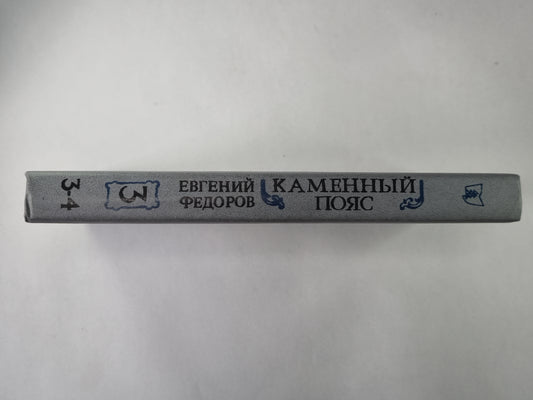 3-4
3
ЕВГЕНИЙ
ФЕДОРОВ
КАМЕННЫЙ
ПОЯС